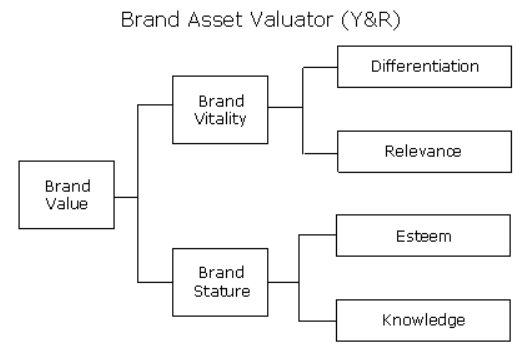 Brand Asset Valuator (Y&R)
Differentiation
Brand
Vitality
Relevance
Brand
Value
Esteem
Brand
Stature
Knowledge